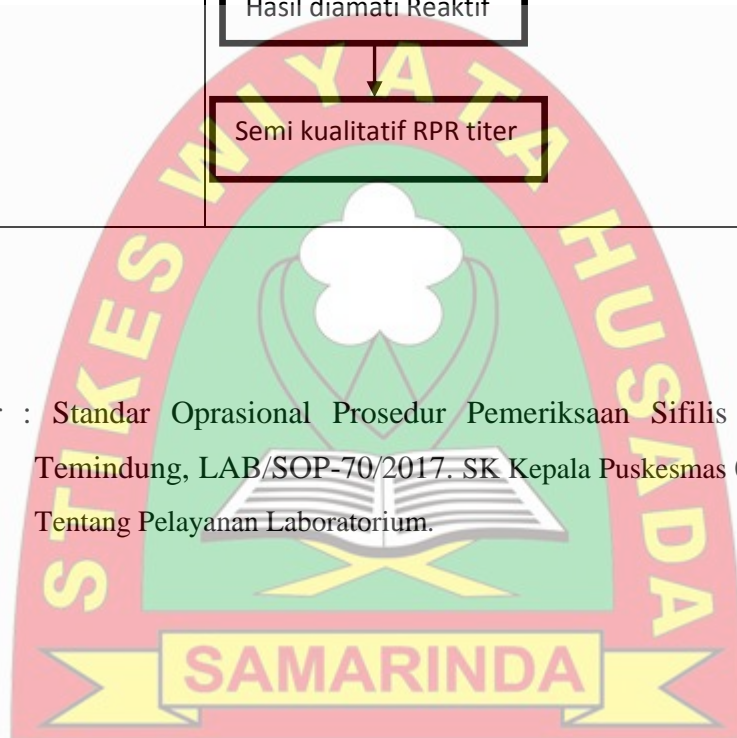 Hasil diamati Reaktif
Semi kualitatif RPR titer
STIKES WIYATA HUSADA
: Standar Oprasional Prosedur Pemeriksaan Sifilis
Temindung, LAB/SOP-70/2017. SK Kepala Puskesmas
Tentang Pelayanan Laboratorium.
SAMARINDA